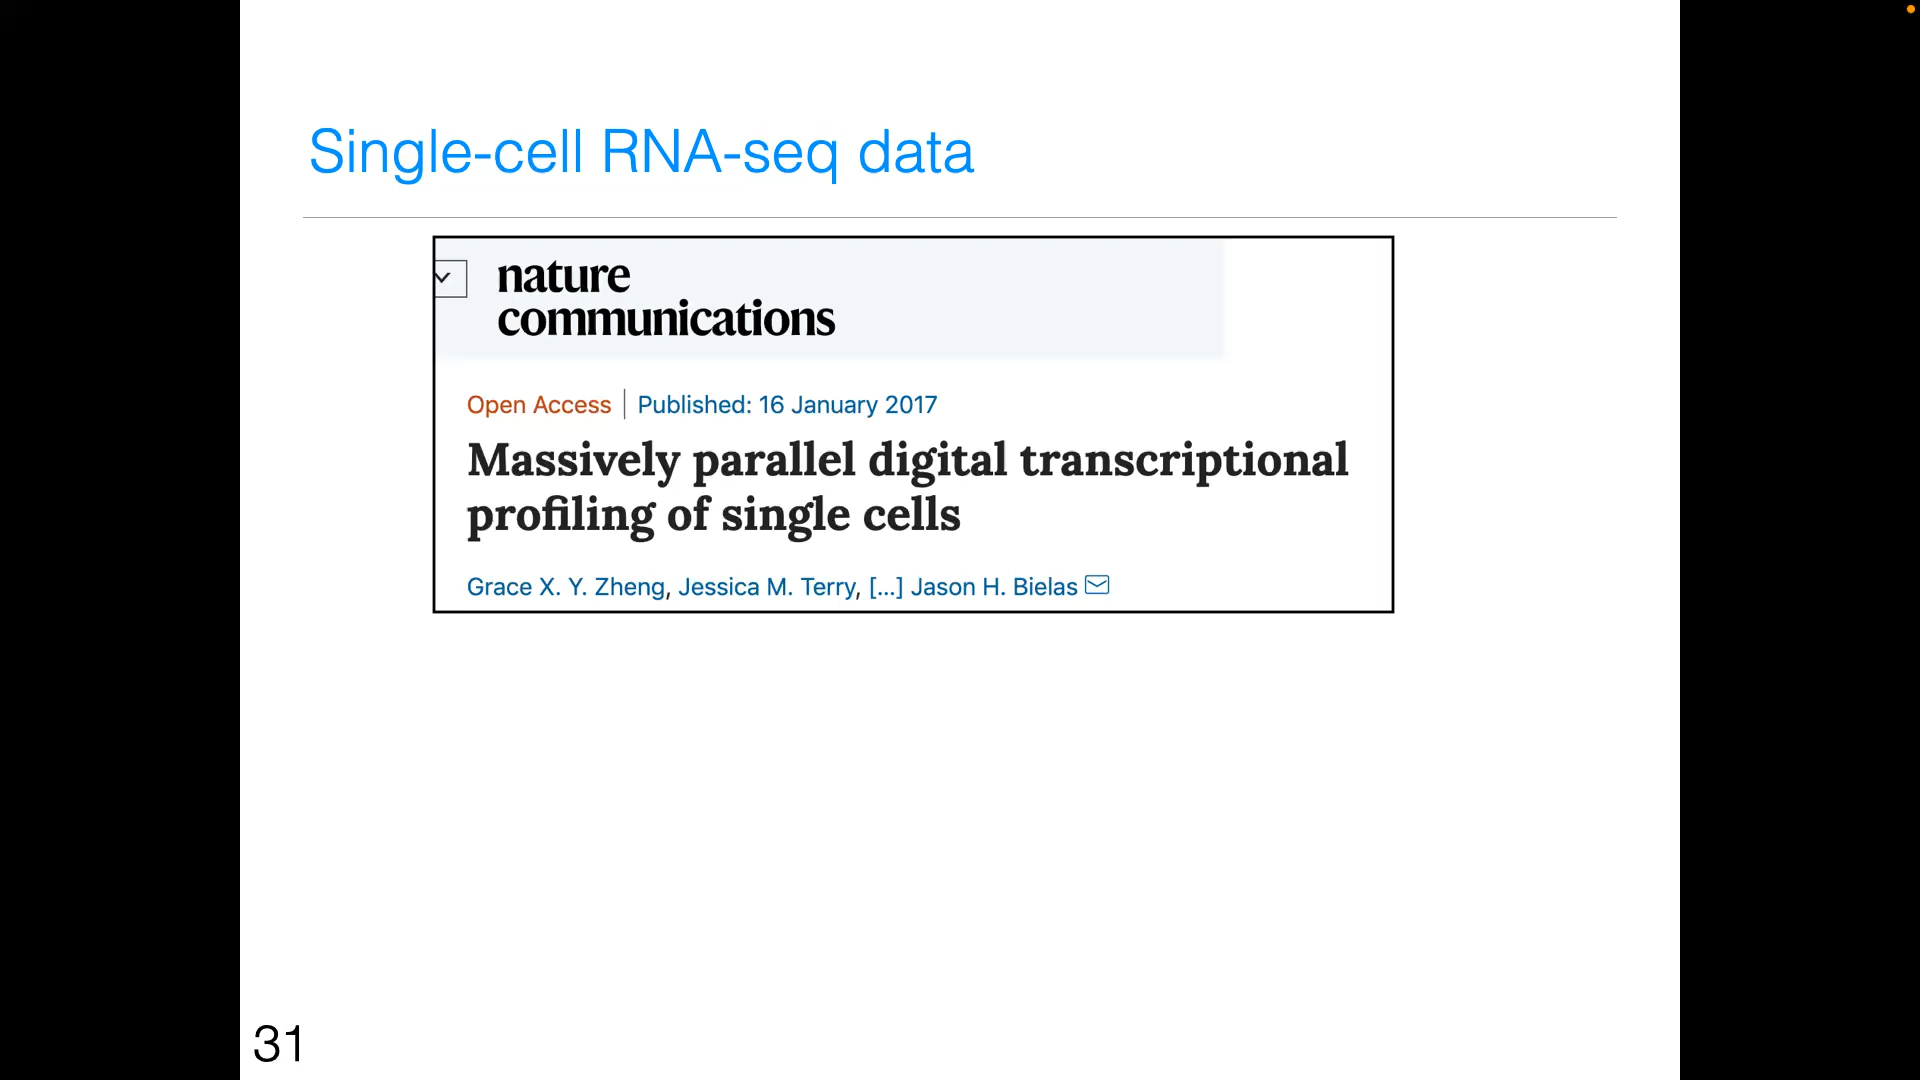 Single-cell RNA-seq data
nature
communications
Open Access | Published: 16 January 2017
Massively parallel digital transcriptional
profiling of single cells
Grace X. Y. Zheng, Jessica M. Terry, [...] Jason H. Bielas
31